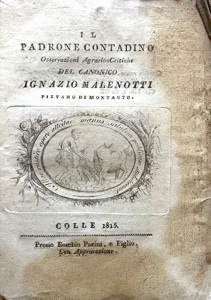 IL
PADRONE CONTADINO
Osservazioni Agrario-Critiche
DEL CANONICO
IGNAZIO MALENOTTI
PIEVANO DI MONTAUTO.
COLLE 1815.
Presso Eusebio Pacini, e Figlio,
Con Approvazione.